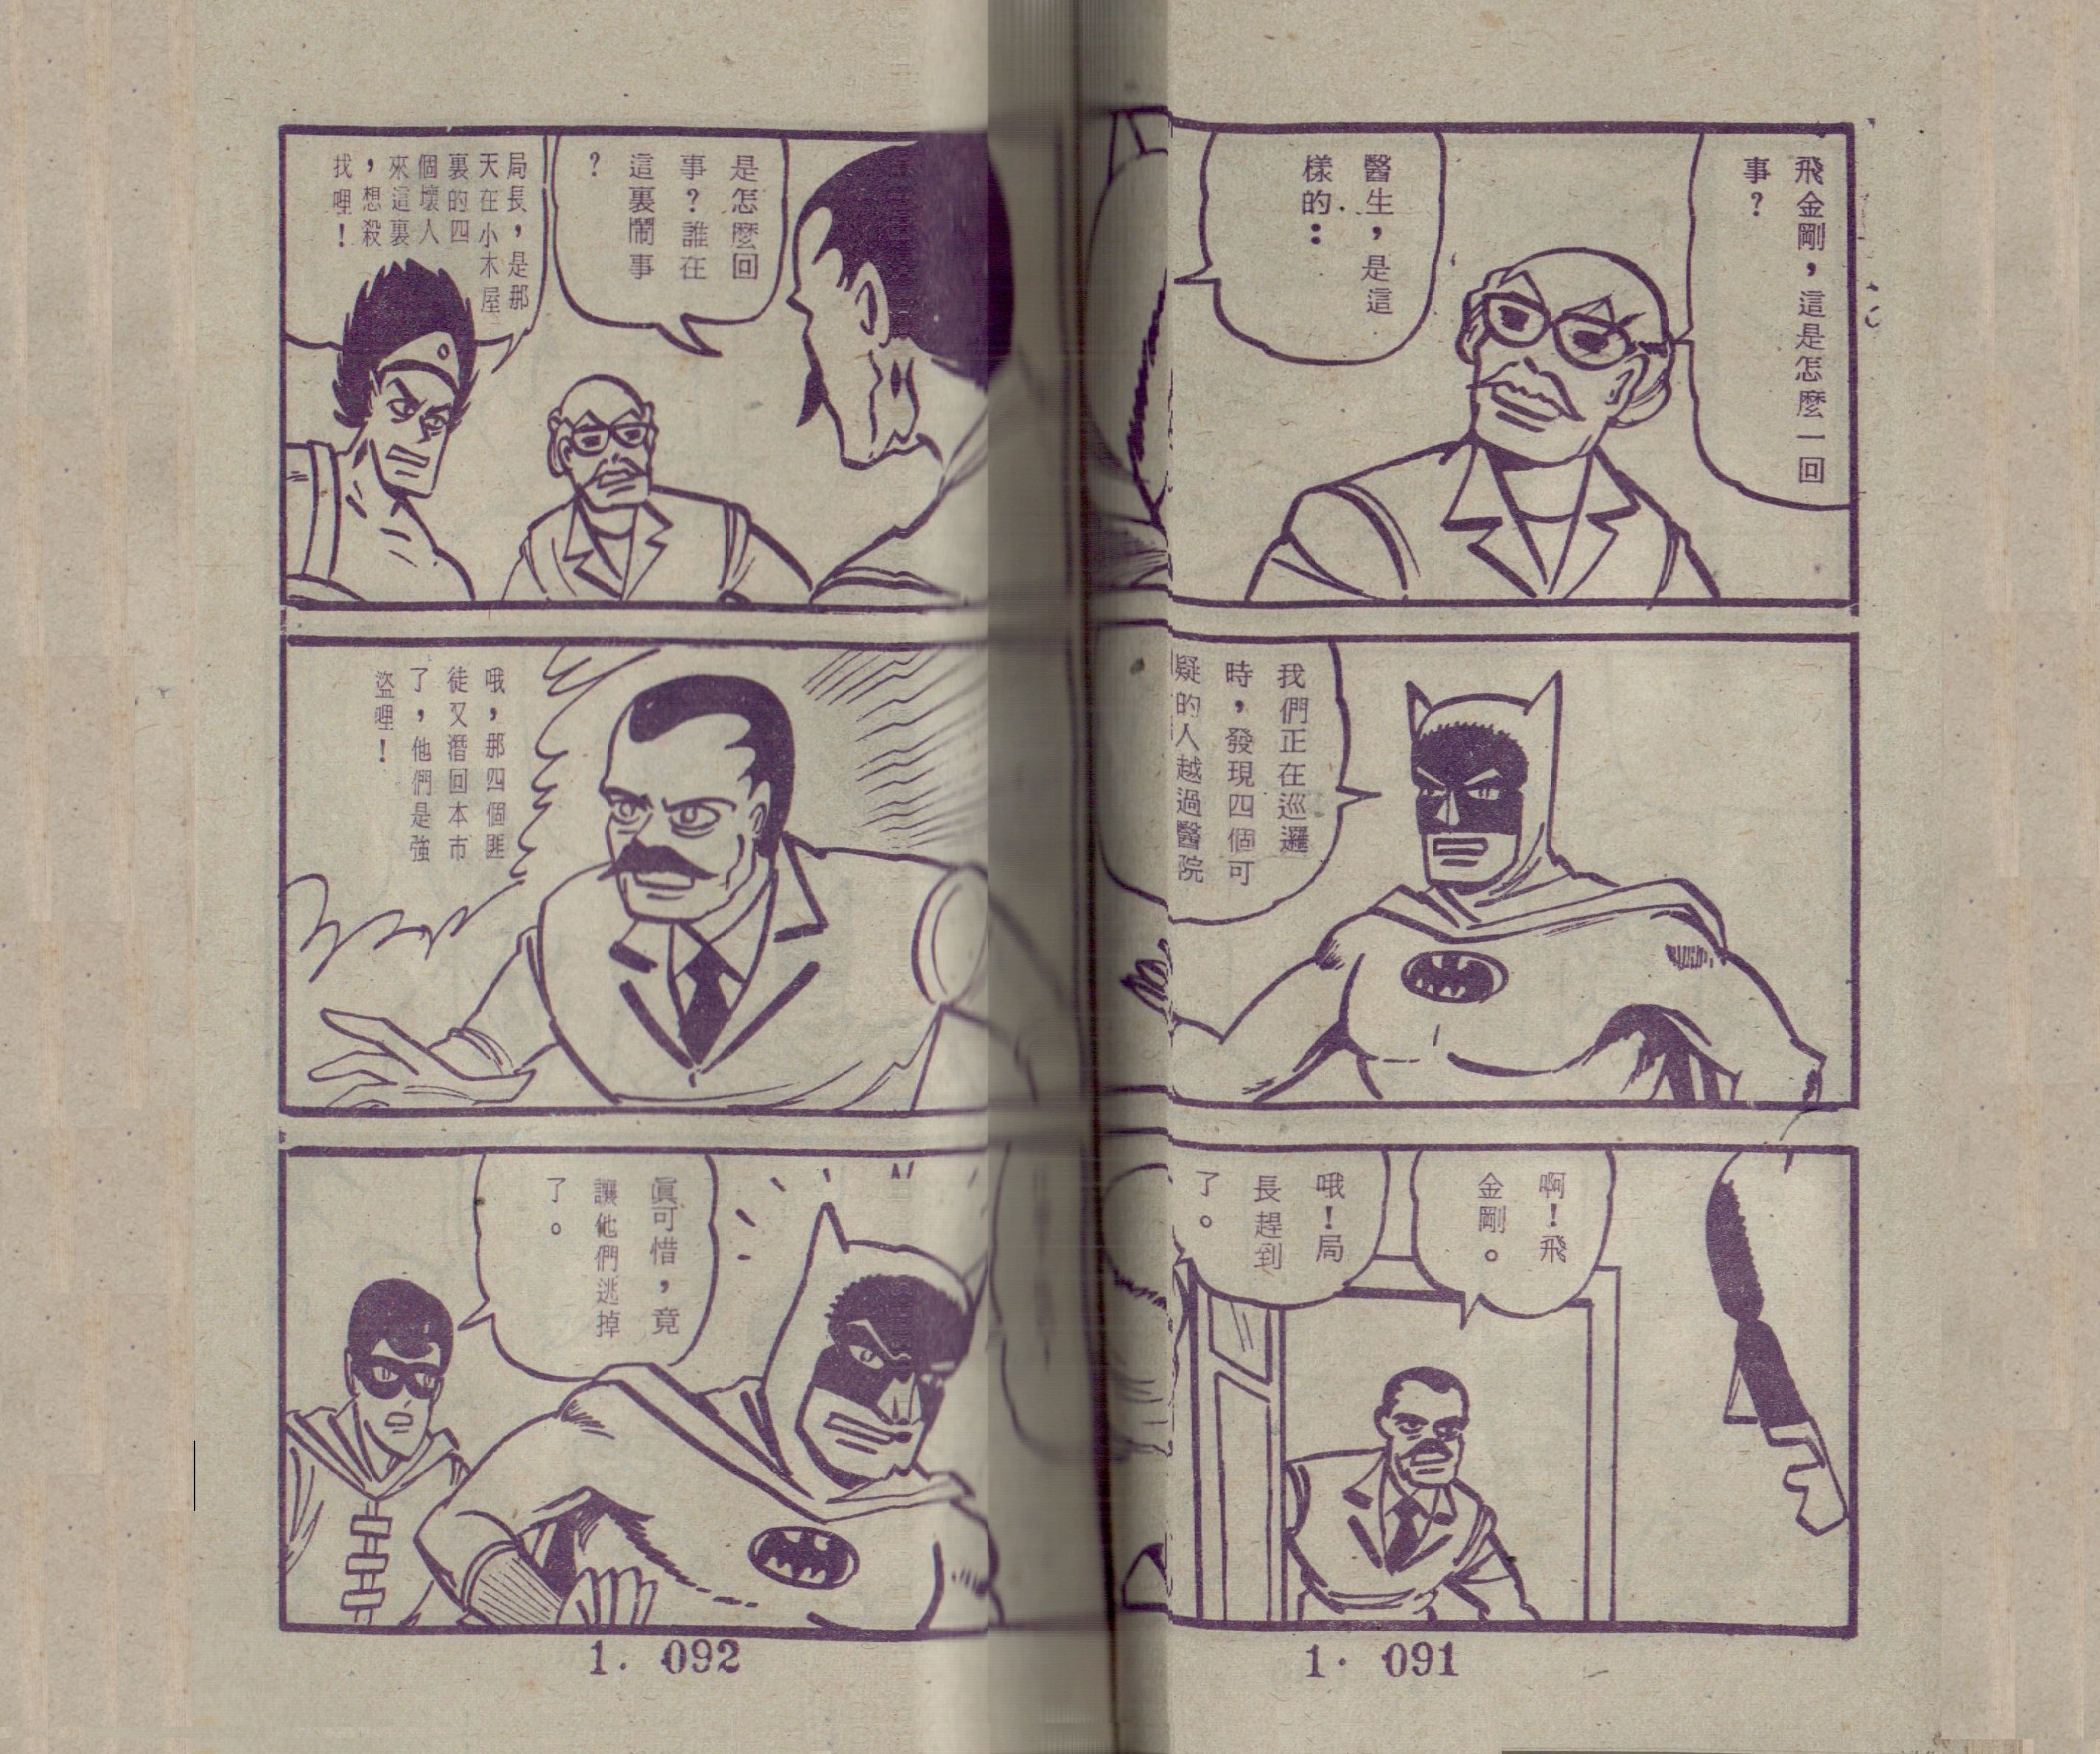 飛金剛，這是怎麼一回
事？
醫生，是這
樣的：
我們正在巡邏
時，發現四個可
疑的人越過醫院
啊！飛
金剛。
哦！局
長趕到
了。
1．091
是怎麼回
事？誰在
這裏鬧事
？
局長，是那
天在小木屋
裏的四
個壞人
來這裏
，想殺
我哩！
哦，那四個匪
徒又潛回本市
了，他們是強
盜哩！
眞可惜，竟
讓他們逃掉
了。
1．092